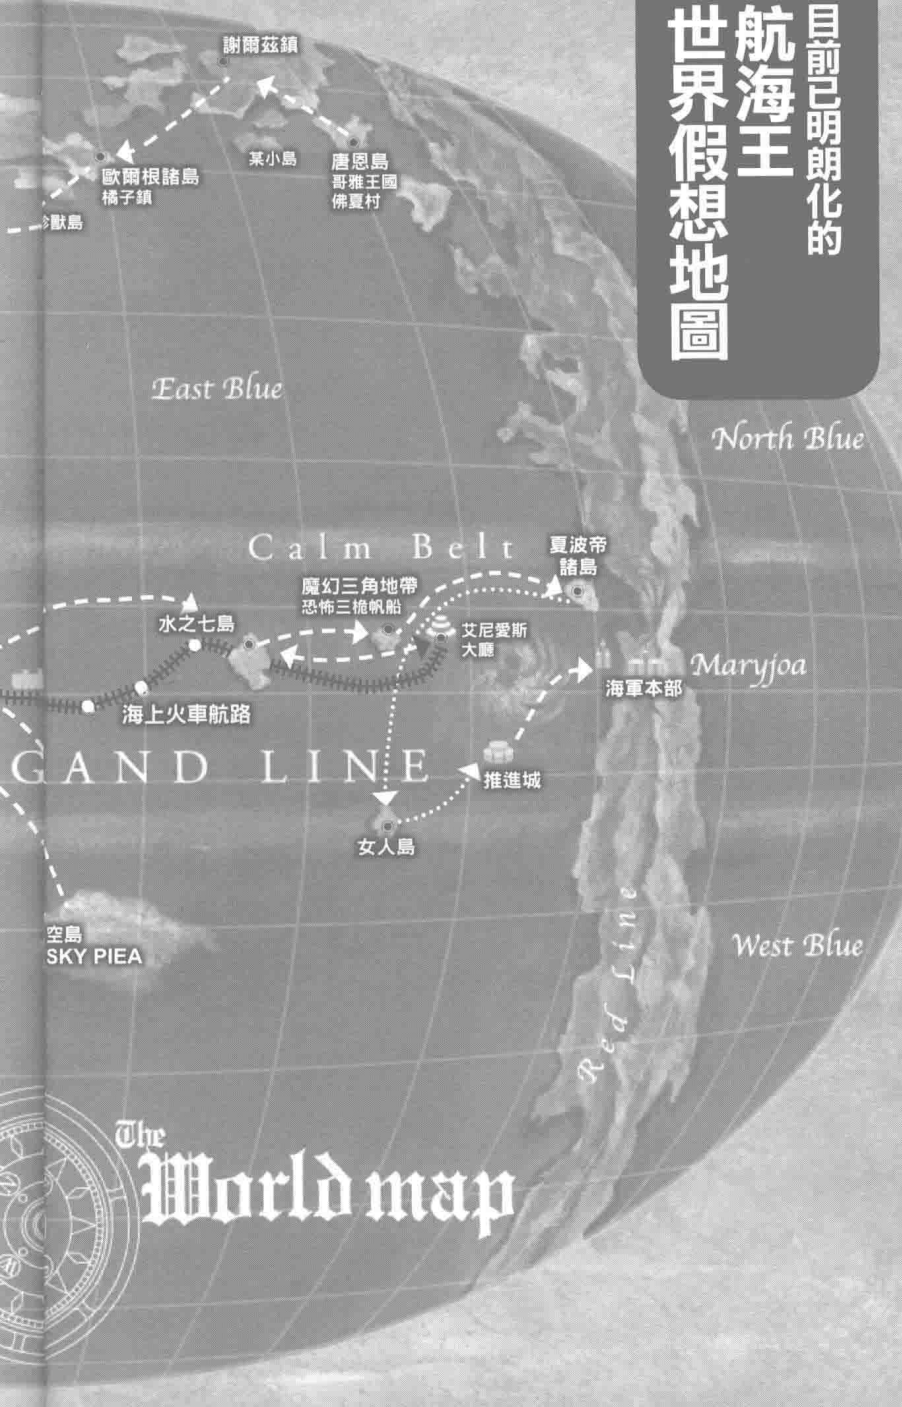 目前已明朗化的
航海王
世界假想地圖
謝爾茲鎮
某小島
唐恩島
哥雅王國
佛夏村
歐爾根諸島
橘子鎮
珍獸島
East Blue
North Blue
Calm Belt
夏波帝
諸島
魔幻三角地帶
恐怖三桅帆船
水之七島
艾尼愛斯
大廳
Maryjoa
海軍本部
海上火車航路
GAND LINE
推進城
女人島
空島
SKY PIEA
Red Line
West Blue
The
World map